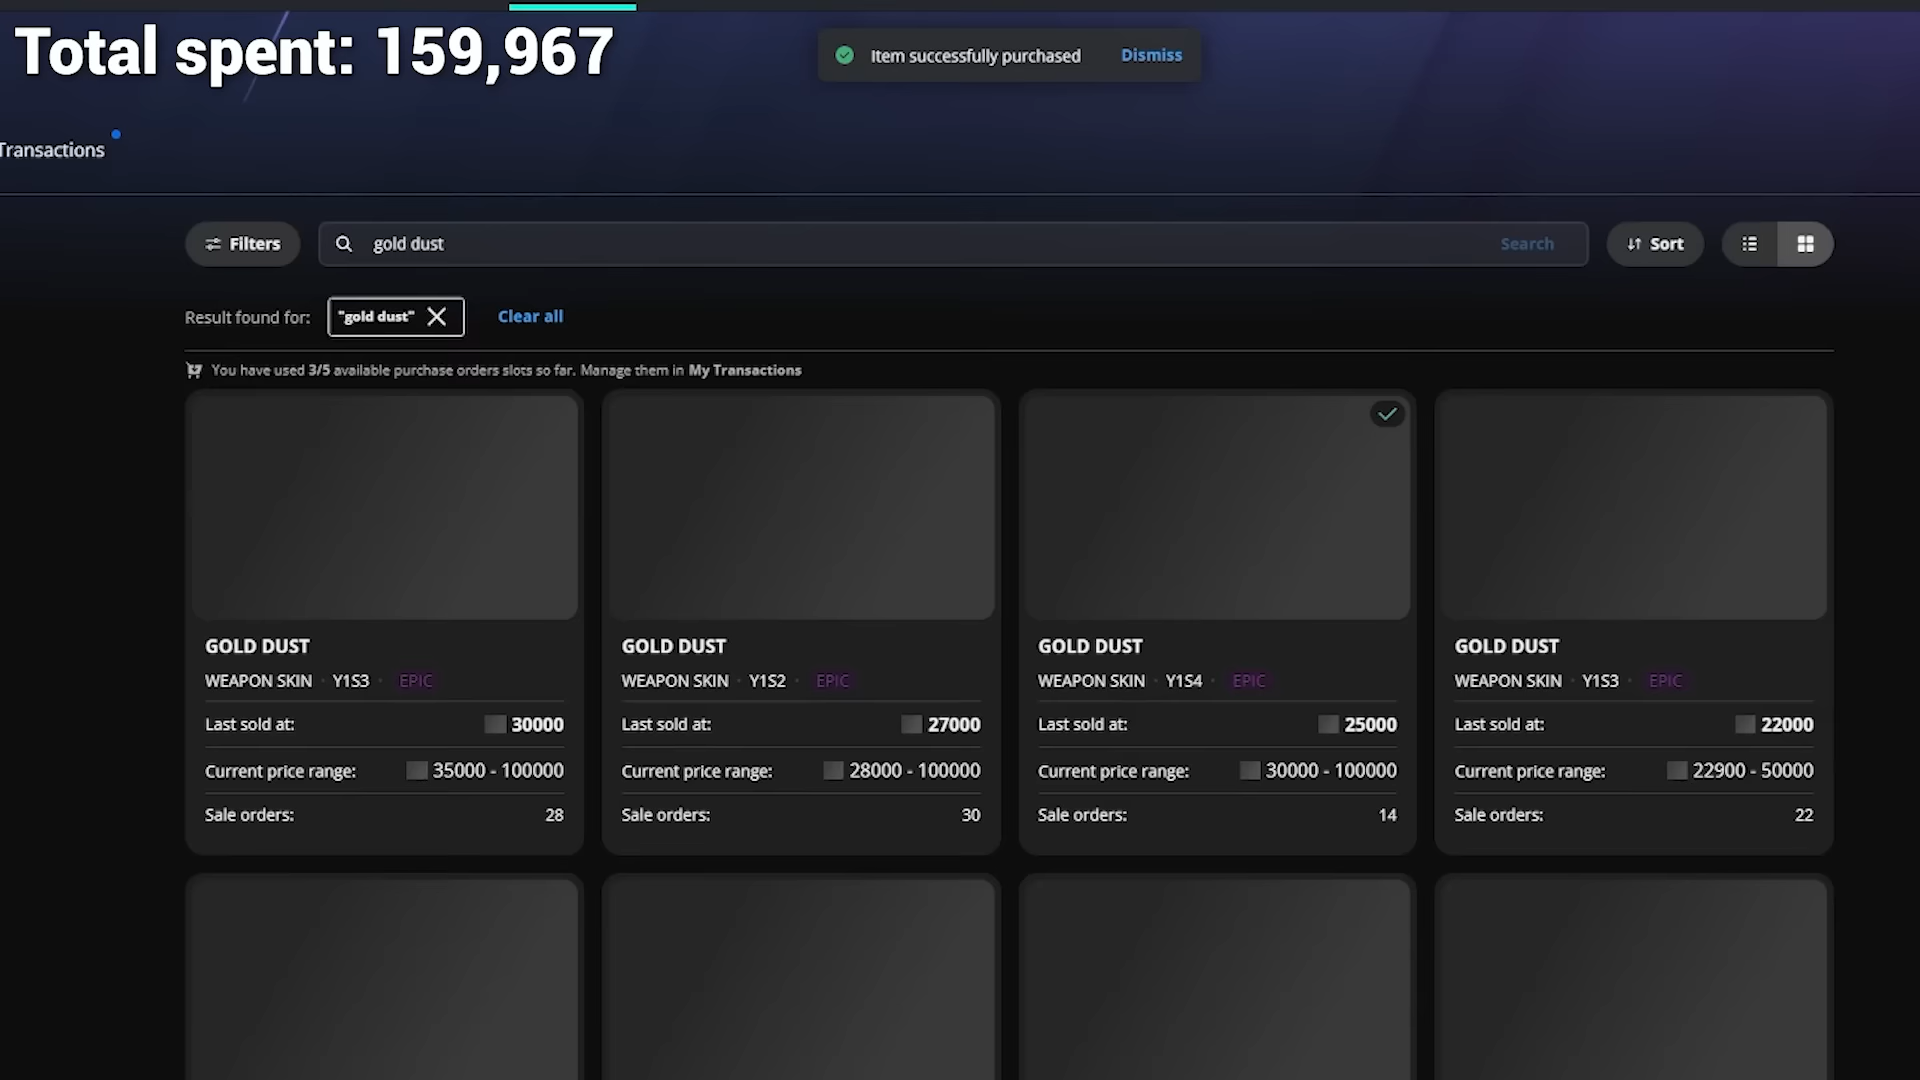 Total spent: 159,967
Item successfully purchased Dismiss
Transactions
Filters gold dust Search Sort
Result found for: "gold dust" Clear all
You have used 3/5 available purchase orders slots so far. Manage them in My Transactions
GOLD DUST GOLD DUST GOLD DUST GOLD DUST
WEAPON SKIN · Y1S3 · EPIC WEAPON SKIN · Y1S2 · EPIC WEAPON SKIN · Y1S4 · EPIC WEAPON SKIN · Y1S3 · EPIC
Last sold at: 30000 Last sold at: 27000 Last sold at: 25000 Last sold at: 22000
Current price range: 35000 - 100000 Current price range: 28000 - 100000 Current price range: 30000 - 100000 Current price range: 22900 - 50000
Sale orders: 28 Sale orders: 30 Sale orders: 14 Sale orders: 22